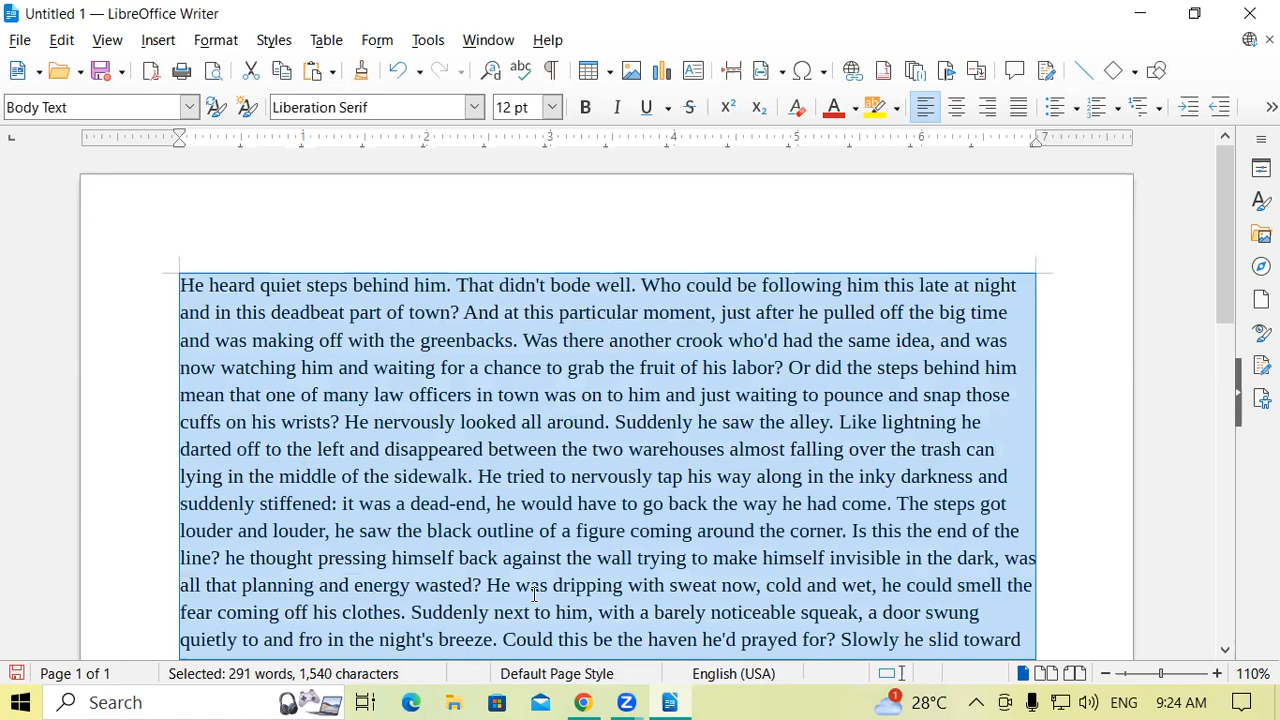 Untitled 1 — LibreOffice Writer
File Edit View Insert Format Styles Table Form Tools Window Help
Body Text Liberation Serif 12 pt
1 2 3 4 5 6 7
He heard quiet steps behind him. That didn't bode well. Who could be following him this late at night
and in this deadbeat part of town? And at this particular moment, just after he pulled off the big time
and was making off with the greenbacks. Was there another crook who'd had the same idea, and was
now watching him and waiting for a chance to grab the fruit of his labor? Or did the steps behind him
mean that one of many law officers in town was on to him and just waiting to pounce and snap those
cuffs on his wrists? He nervously looked all around. Suddenly he saw the alley. Like lightning he
darted off to the left and disappeared between the two warehouses almost falling over the trash can
lying in the middle of the sidewalk. He tried to nervously tap his way along in the inky darkness and
suddenly stiffened: it was a dead-end, he would have to go back the way he had come. The steps got
louder and louder, he saw the black outline of a figure coming around the corner. Is this the end of the
line? he thought pressing himself back against the wall trying to make himself invisible in the dark, was
all that planning and energy wasted? He was dripping with sweat now, cold and wet, he could smell the
fear coming off his clothes. Suddenly next to him, with a barely noticeable squeak, a door swung
quietly to and fro in the night's breeze. Could this be the haven he'd prayed for? Slowly he slid toward
Page 1 of 1 Selected: 291 words, 1,540 characters Default Page Style English (USA) 110%
Search 1 28°C ENG 9:24 AM